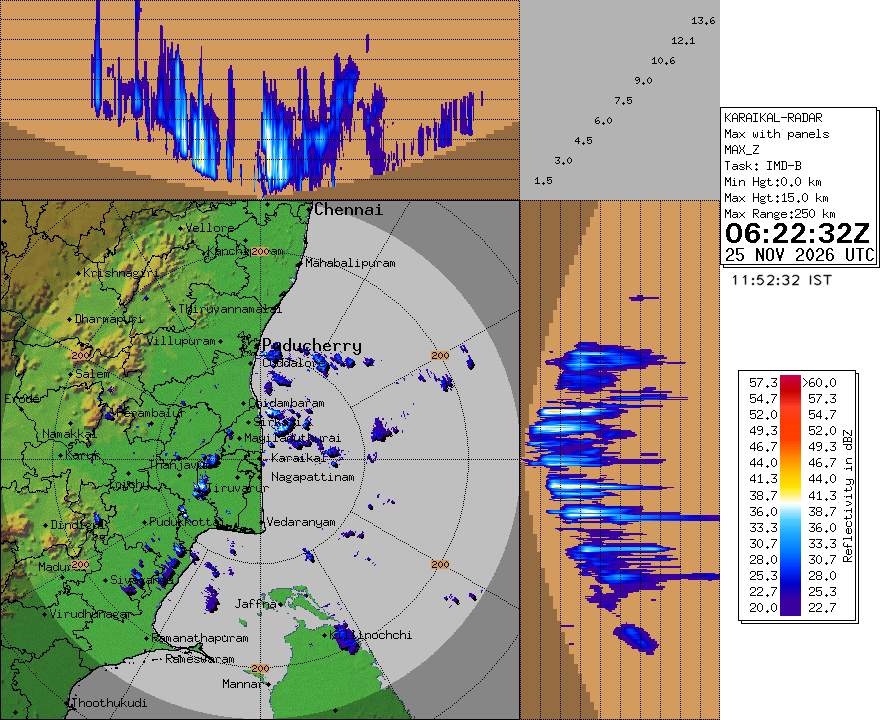 13.6
12.1
10.6
9.0
7.5
6.0
4.5
3.0
1.5
KARAIKAL-RADAR
Max with panels
MAX_Z
Task: IMD-B
Min Hgt:0.0 km
Max Hgt:15.0 km
Max Range:250 km
06:22:32Z
25 NOV 2026 UTC
11:52:32 IST
Chennai
Vellore
200
Mahabalipuram
Krishnagiri
Thiruvannamalai
Dharmapuri
Villupuram
Puducherry
200
200
Cuddalor
Salem
Erode
Chidambaram
Perambalur
Sirkali
Namakkal
Mayiladuthurai
Karur
Karaikal
Thanjavur
Nagapattinam
Tiruvarur
Pudukkottai
Vedaranyam
Dindigul
200
200
Madurai
Sivaganga
Jaffna
Virudhunagar
Ramanathapuram
Killinochchi
Rameswaram
200
Mannar
Thoothukudi
57.3 >60.0
54.7 57.3
52.0 54.7
49.3 52.0
46.7 49.3
44.0 46.7
41.3 44.0
38.7 41.3
36.0 38.7
33.3 36.0
30.7 33.3
28.0 30.7
25.3 28.0
22.7 25.3
20.0 22.7
Reflectivity in dBZ